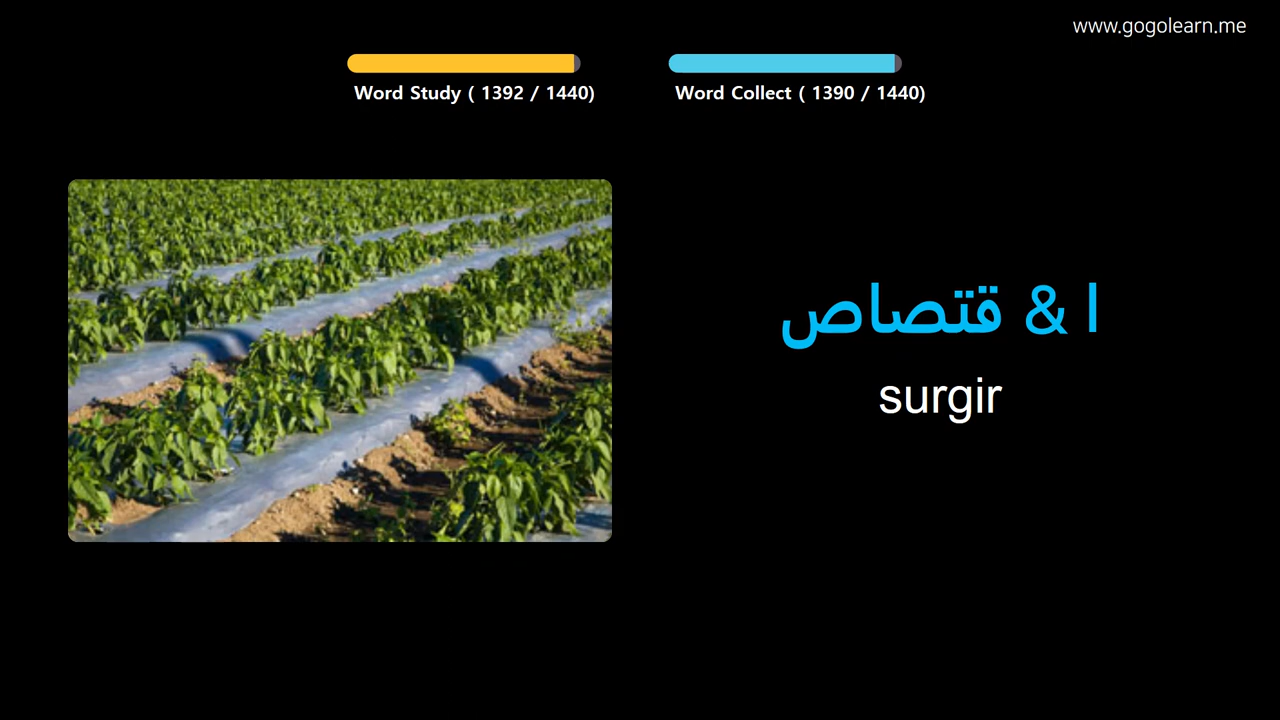 www.gogolearn.me
Word Study ( 1392 / 1440)
Word Collect ( 1390 / 1440)
ا & قتصاص
surgir